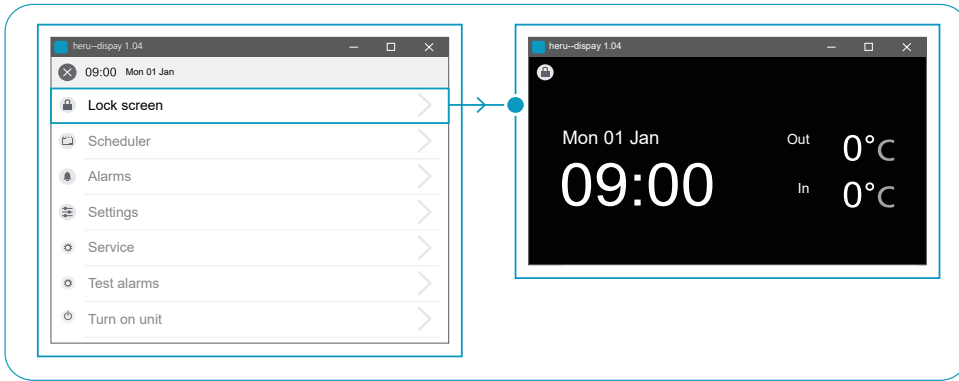 heru--dispay 1.04
09:00 Mon 01 Jan
Lock screen
Scheduler
Alarms
Settings
Service
Test alarms
Turn on unit
heru--dispay 1.04
Mon 01 Jan
09:00
Out 0°C
In 0°C